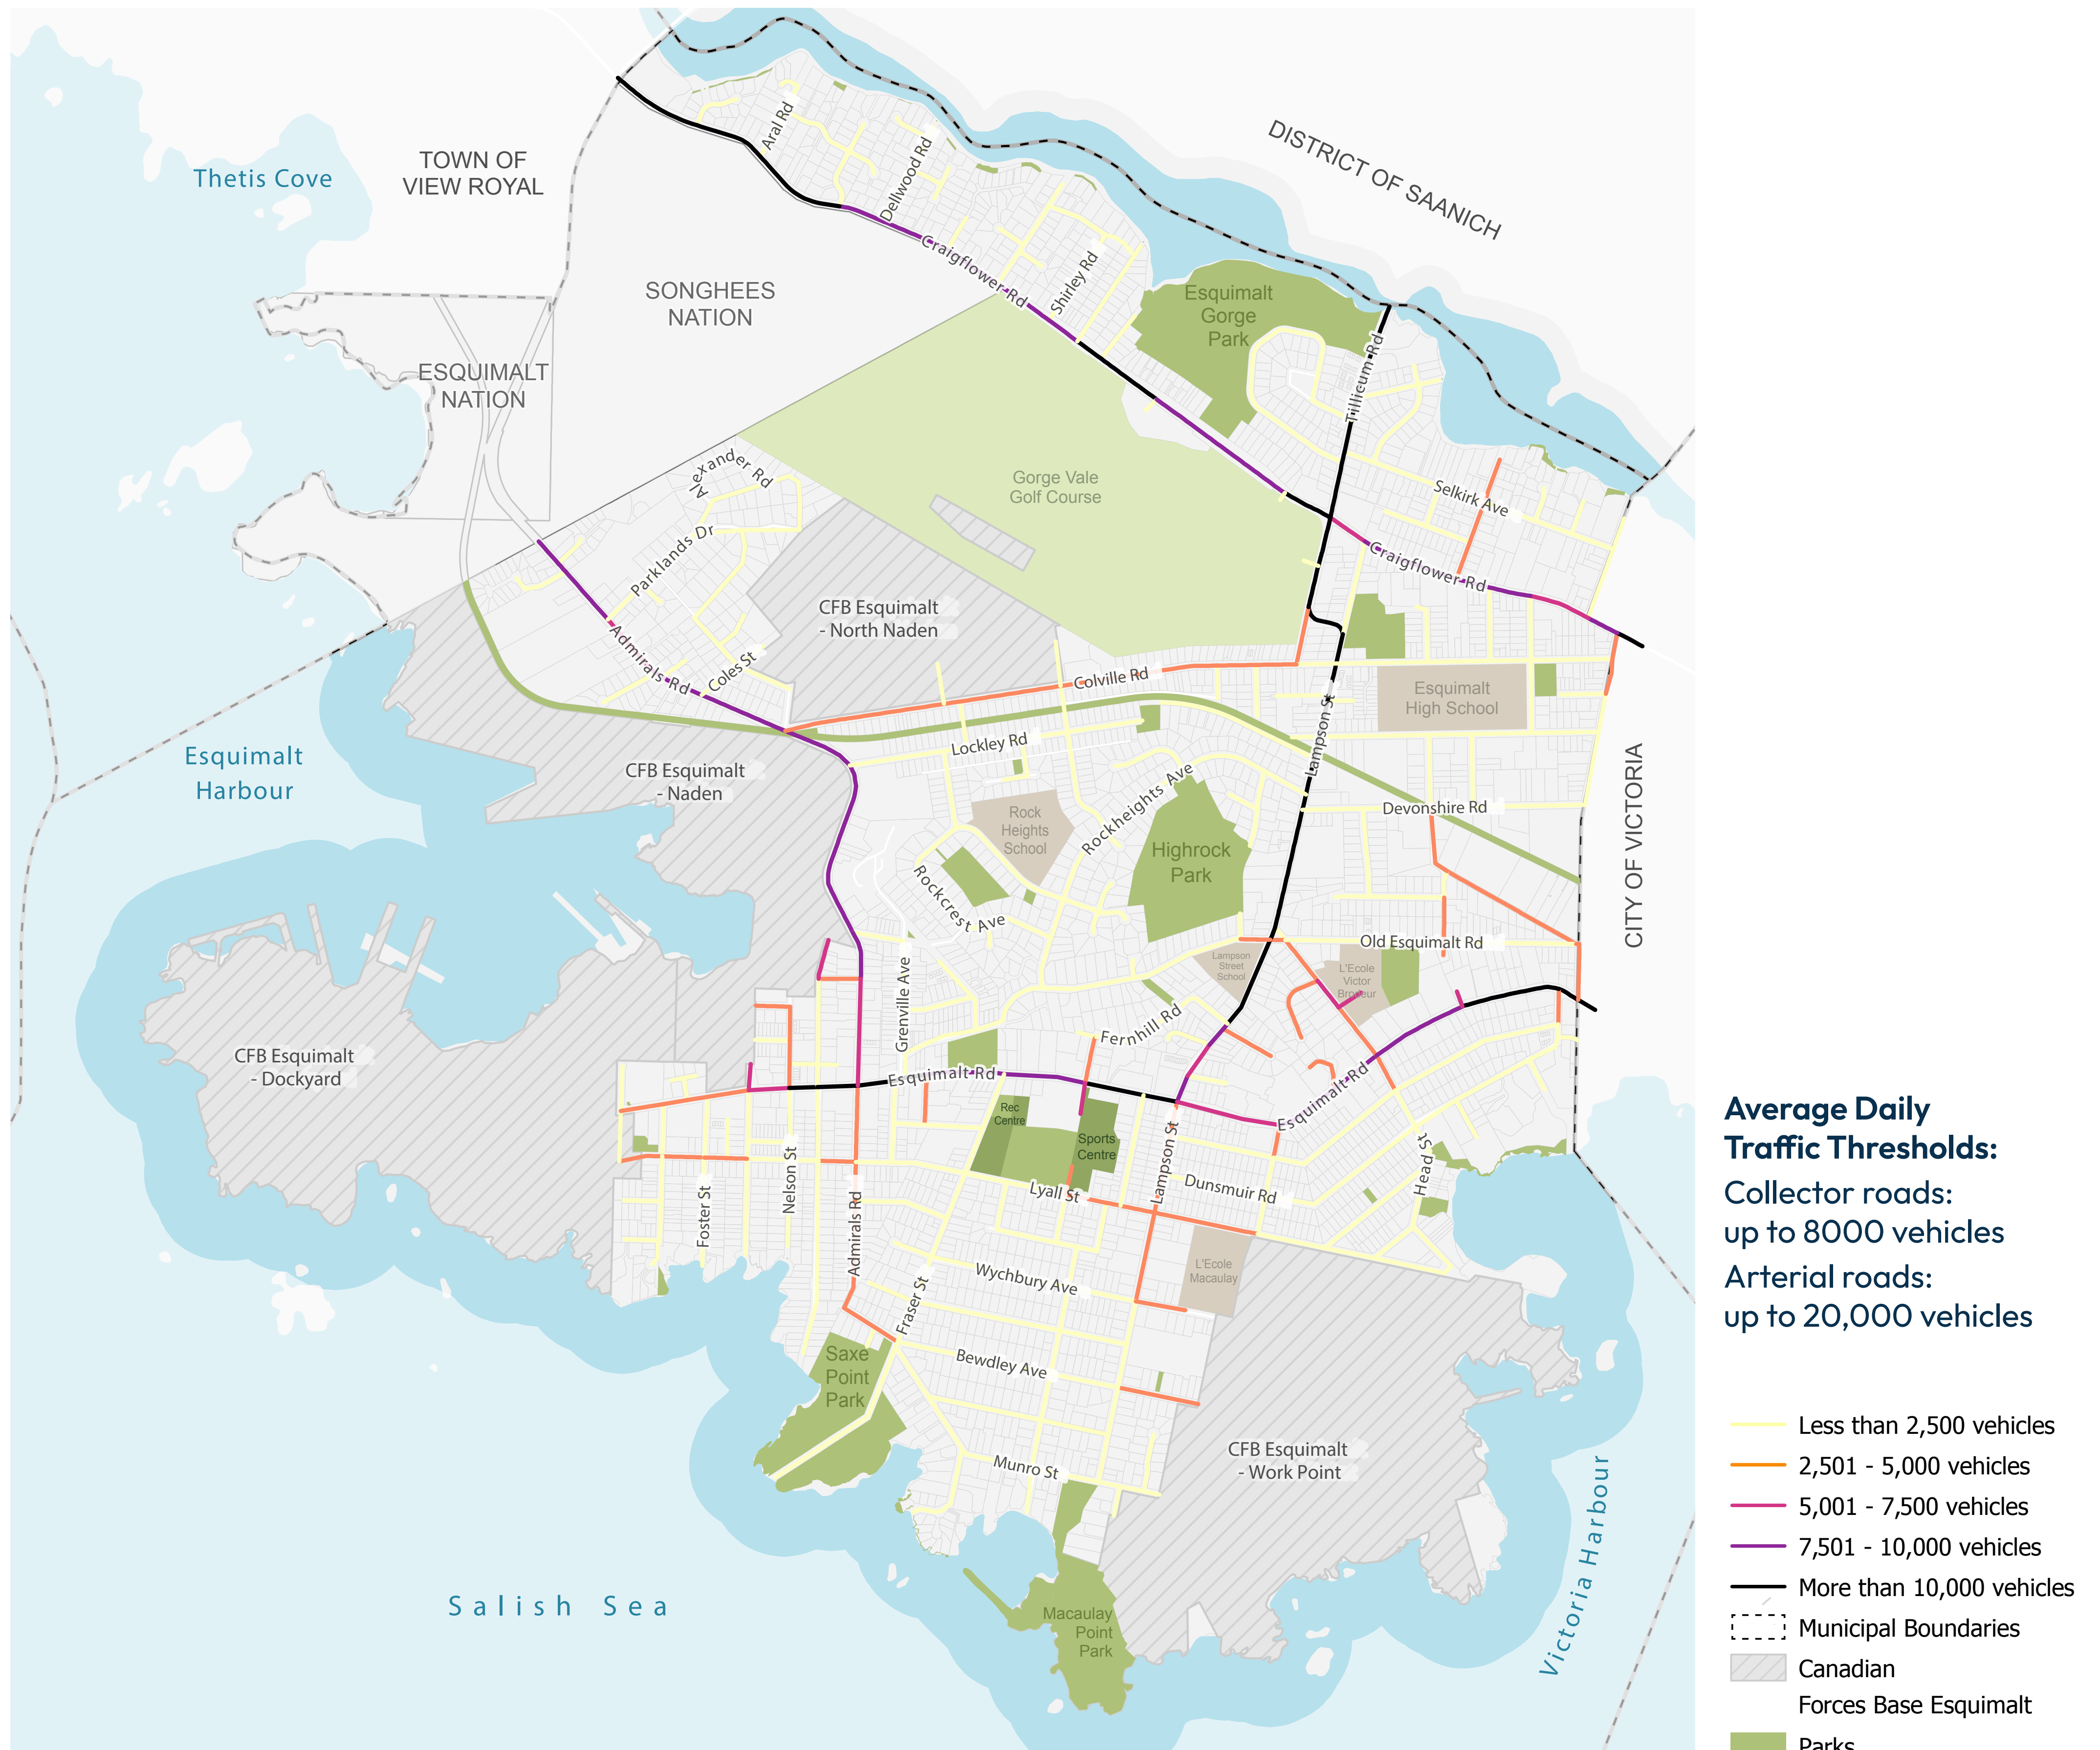 DISTRICT OF SAANICH
TOWN OF
VIEW ROYAL
Thetis Cove
Aral Rd
Dellwood Rd
Craigflower Rd
Shirley Rd
SONGHEES
NATION
Esquimalt
Gorge
Park
Tillicum Rd
ESQUIMALT
NATION
Alexander Rd
Gorge Vale
Golf Course
Selkirk Ave
Parklands Dr
Craigflower Rd
CFB Esquimalt
- North Naden
Admirals Rd
Coles St
Colville Rd
Esquimalt
High School
Lampson St
Lockley Rd
Esquimalt
Harbour
CFB Esquimalt
- Naden
Rockheights Ave
Rock
Heights
School
Devonshire Rd
CITY OF VICTORIA
Highrock
Park
Rockcrest Ave
Old Esquimalt Rd
Lampson
Street
School
L'Ecole
Victor
Brodeur
Grenville Ave
Fernhill Rd
CFB Esquimalt
- Dockyard
Esquimalt Rd
Esquimalt Rd
Rec
Centre
Sports
Centre
Lampson St
Head St
Nelson St
Foster St
Admirals Rd
Lyall St
Dunsmuir Rd
L'Ecole
Macaulay
Wychbury Ave
Fraser St
Saxe
Point
Park
Bewdley Ave
CFB Esquimalt
- Work Point
Munro St
Victoria Harbour
Salish Sea
Macaulay
Point
Park
Average Daily
Traffic Thresholds:
Collector roads:
up to 8000 vehicles
Arterial roads:
up to 20,000 vehicles
Less than 2,500 vehicles
2,501 - 5,000 vehicles
5,001 - 7,500 vehicles
7,501 - 10,000 vehicles
More than 10,000 vehicles
Municipal Boundaries
Canadian
Forces Base Esquimalt
Parks